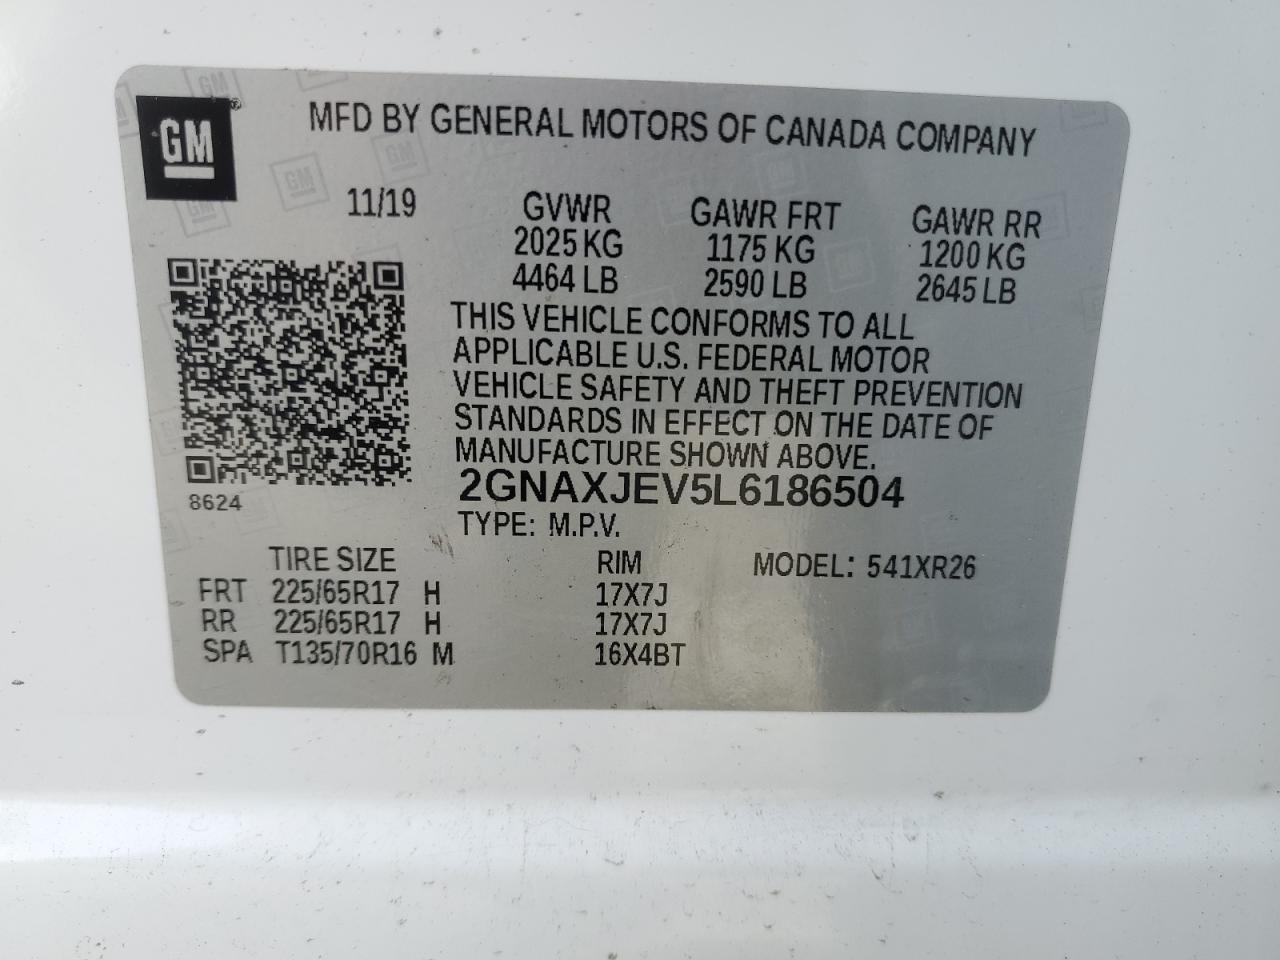 GM
MFD BY GENERAL MOTORS OF CANADA COMPANY
11/19 GVWR GAWR FRT GAWR RR
2025 KG 1175 KG 1200 KG
4464 LB 2590 LB 2645 LB
THIS VEHICLE CONFORMS TO ALL
APPLICABLE U.S. FEDERAL MOTOR
VEHICLE SAFETY AND THEFT PREVENTION
STANDARDS IN EFFECT ON THE DATE OF
MANUFACTURE SHOWN ABOVE.
2GNAXJEV5L6186504
8624
TYPE: M.P.V.
TIRE SIZE RIM MODEL: 541XR26
FRT 225/65R17 H 17X7J
RR 225/65R17 H 17X7J
SPA T135/70R16 M 16X4BT